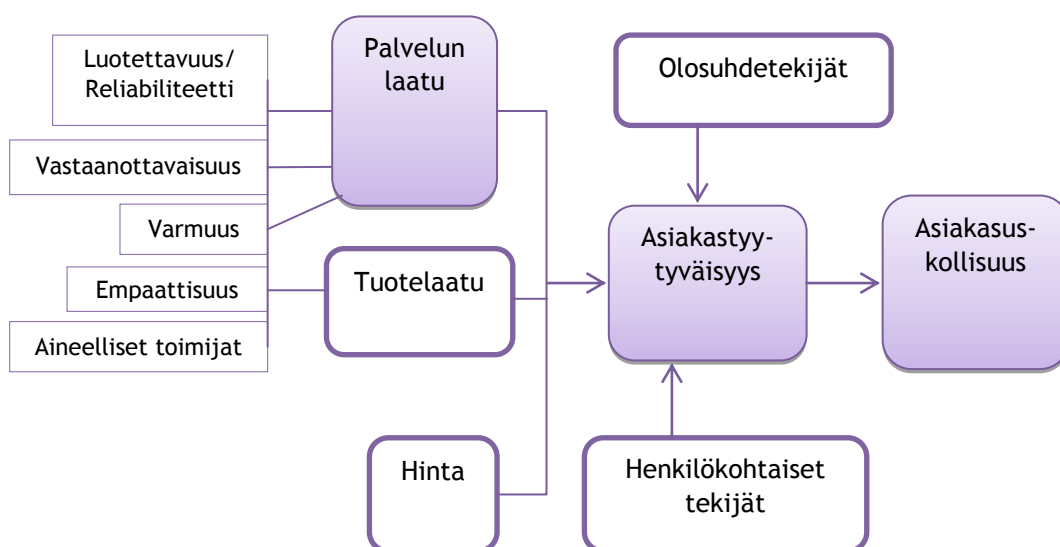 Luotettavuus/
Reliabiliteetti
Vastaanottavaisuus
Varmuus
Empaattisuus
Aineelliset toimijat
Palvelun
laatu
Tuotelaatu
Hinta
Olosuhdetekijät
Asiakastyy-
tyväisyys
Henkilökohtaiset
tekijät
Asiakasus-
kollisuus